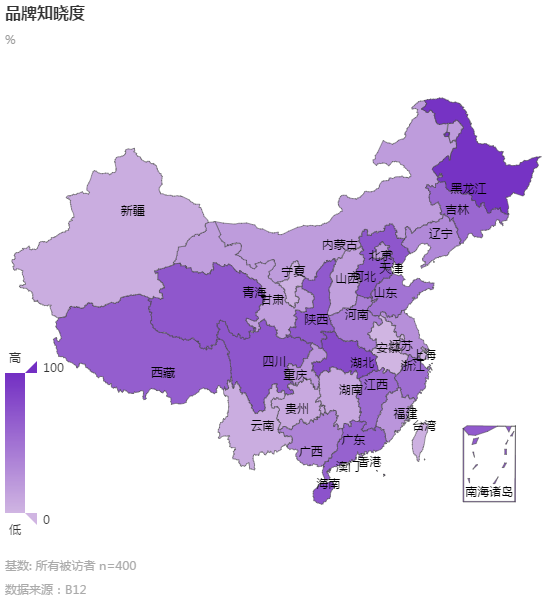 品牌知晓度
%
黑龙江
吉林
新疆
辽宁
内蒙古
北京
天津
宁夏
山西
河北
青海
甘肃
山东
陕西
河南
安徽
江苏
上海
高
100
西藏
四川
重庆
湖北
浙江
湖南
江西
贵州
福建
云南
台湾
广西
广东
澳门
香港
海南
南海诸岛
0
低
基数: 所有被访者 n=400
数据来源：B12